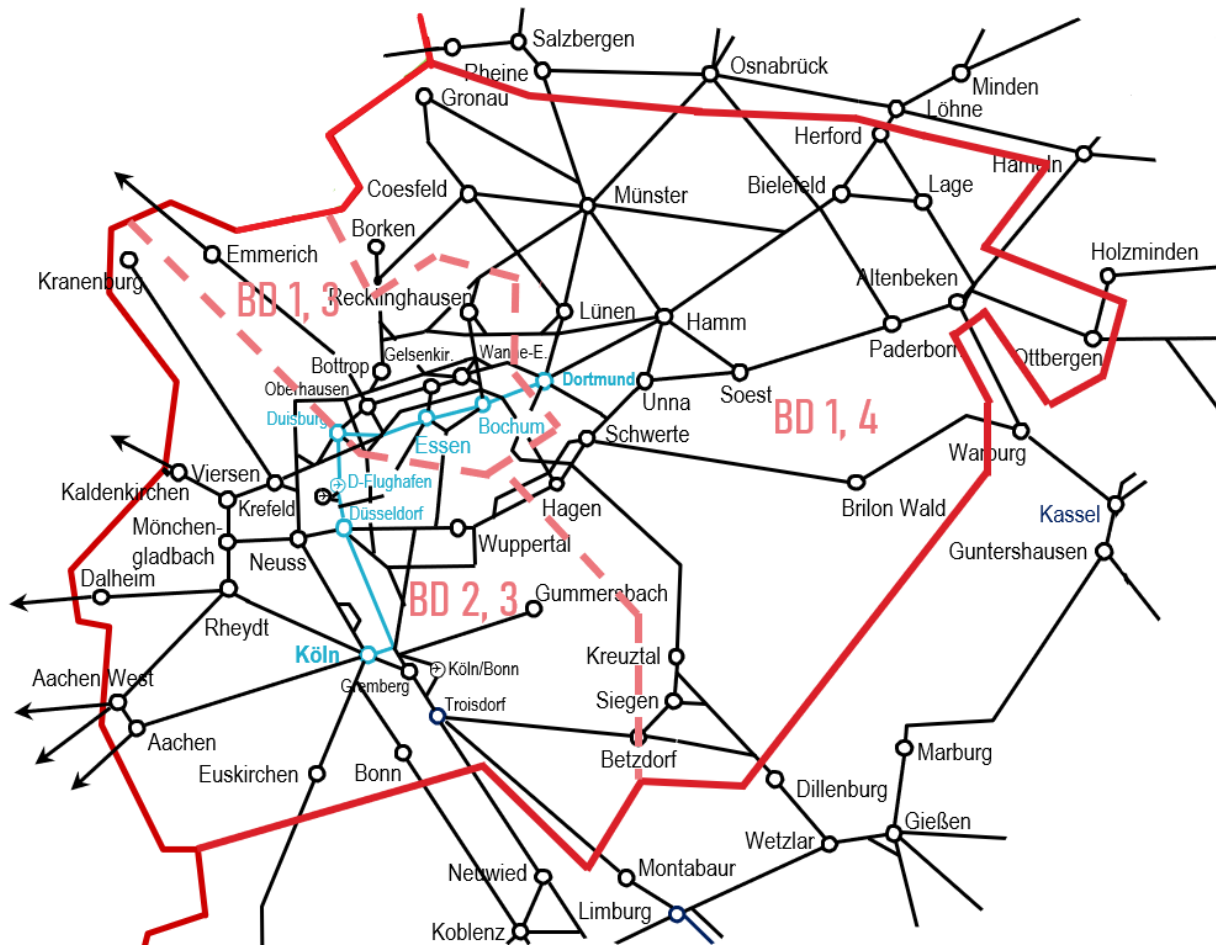 Salzbergen
Rheine
Osnabrück
Minden
Gronau
Löhne
Herford
Hameln
Coesfeld
Münster
Bielefeld
Lage
Borken
Emmerich
Kranenburg
Holzminden
Altenbeken
BD 1, 3
Recklinghausen
Lünen
Hamm
Gelsenkir.
Wanne-E.
Paderborn
Ottbergen
Bottrop
Oberhausen
Dortmund
Unna
Soest
Duisburg
Essen
Bochum
BD 1, 4
Schwerte
Warburg
Viersen
Kaldenkirchen
Krefeld
D-Flughafen
Hagen
Brilon Wald
Kassel
Düsseldorf
Mönchen-
gladbach
Neuss
Wuppertal
Guntershausen
Dalheim
BD 2, 3
Gummersbach
Rheydt
Köln
Köln/Bonn
Kreuztal
Gremberg
Aachen West
Siegen
Troisdorf
Aachen
Betzdorf
Marburg
Euskirchen
Bonn
Dillenburg
Gießen
Wetzlar
Neuwied
Montabaur
Limburg
Koblenz